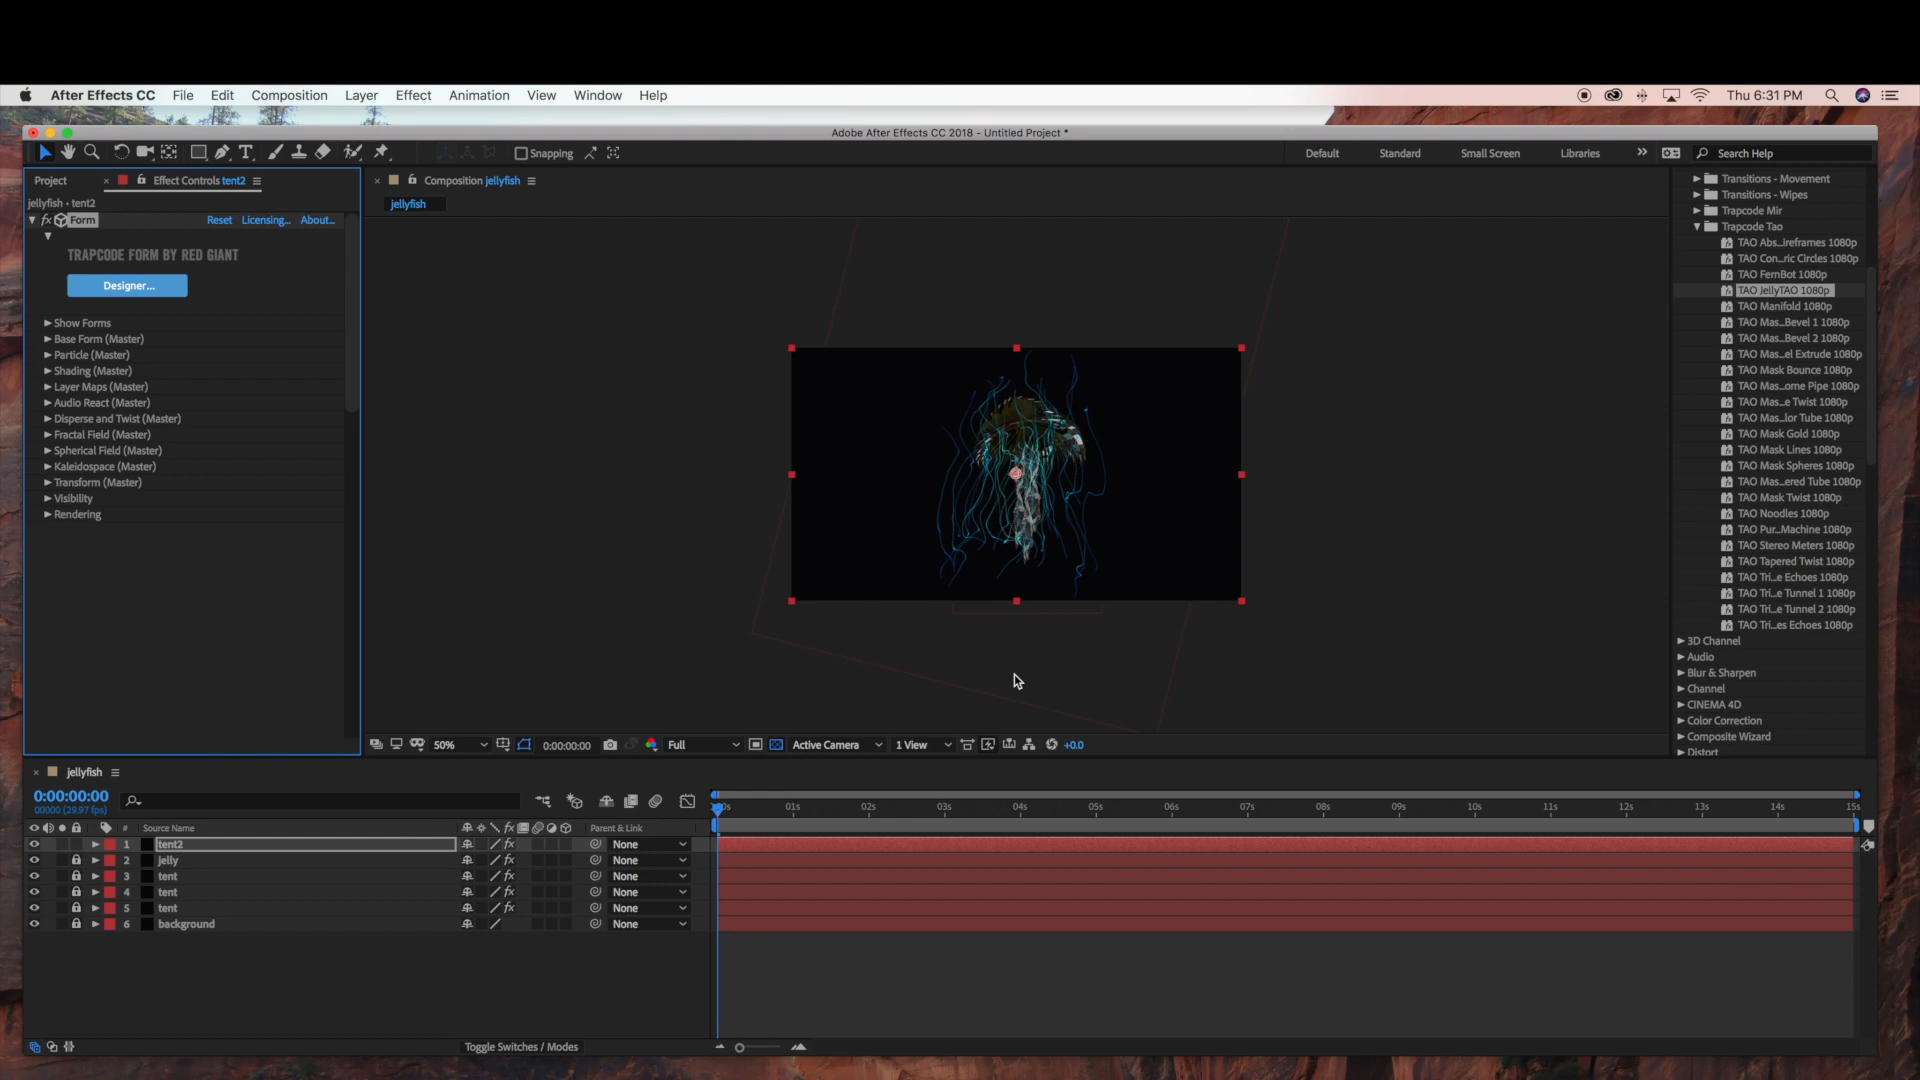 After Effects CC File Edit Composition Layer Effect Animation View Window Help Thu 6:31 PM
Adobe After Effects CC 2018 - Untitled Project *
Snapping Default Standard Small Screen Libraries Search Help
Project Effect Controls tent2
jellyfish • tent2
fx Form Reset Licensing... About...
TRAPCODE FORM BY RED GIANT
Designer...
Show Forms
Base Form (Master)
Particle (Master)
Shading (Master)
Layer Maps (Master)
Audio React (Master)
Disperse and Twist (Master)
Fractal Field (Master)
Spherical Field (Master)
Kaleidospace (Master)
Transform (Master)
Visibility
Rendering
Composition jellyfish
jellyfish
50% 0:00:00:00 Full Active Camera 1 View +0.0
Transitions - Movement
Transitions - Wipes
Trapcode Mir
Trapcode Tao
TAO Abs...ireframes 1080p
TAO Con...ric Circles 1080p
TAO FernBot 1080p
TAO JellyTAO 1080p
TAO Manifold 1080p
TAO Mas...Bevel 1 1080p
TAO Mas...Bevel 2 1080p
TAO Mas...el Extrude 1080p
TAO Mask Bounce 1080p
TAO Mas...ome Pipe 1080p
TAO Mas...e Twist 1080p
TAO Mas...lor Tube 1080p
TAO Mask Gold 1080p
TAO Mask Lines 1080p
TAO Mask Spheres 1080p
TAO Mas...ered Tube 1080p
TAO Mask Twist 1080p
TAO Noodles 1080p
TAO Pur...Machine 1080p
TAO Stereo Meters 1080p
TAO Tapered Twist 1080p
TAO Tri...e Echoes 1080p
TAO Tri...e Tunnel 1 1080p
TAO Tri...e Tunnel 2 1080p
TAO Tri...es Echoes 1080p
3D Channel
Audio
Blur & Sharpen
Channel
CINEMA 4D
Color Correction
Composite Wizard
Distort
jellyfish
0:00:00:00
00000 (29.97 fps)
01s 02s 03s 04s 05s 06s 07s 08s 09s 10s 11s 12s 13s 14s 15s
# Source Name fx Parent & Link
1 tent2 fx None
2 jelly fx None
3 tent fx None
4 tent fx None
5 tent fx None
6 background None
Toggle Switches / Modes